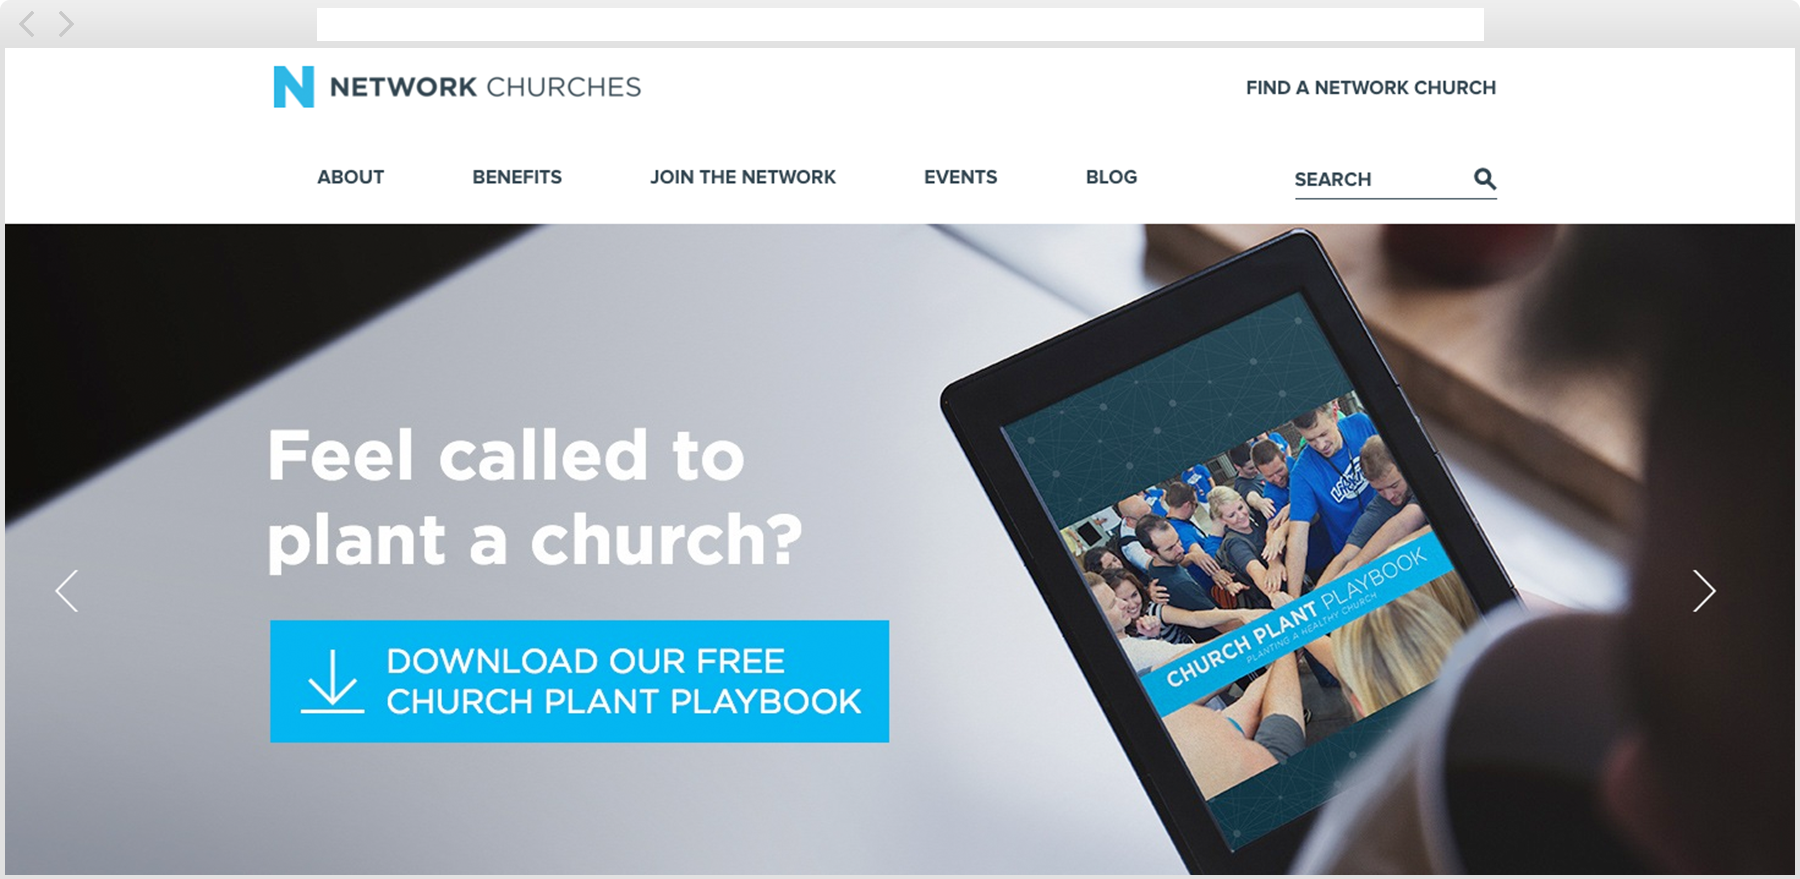 N NETWORK CHURCHES
FIND A NETWORK CHURCH
ABOUT
BENEFITS
JOIN THE NETWORK
EVENTS
BLOG
SEARCH
Feel called to
plant a church?
DOWNLOAD OUR FREE
CHURCH PLANT PLAYBOOK
CHURCH PLANT PLAYBOOK
PLANTING A HEALTHY CHURCH